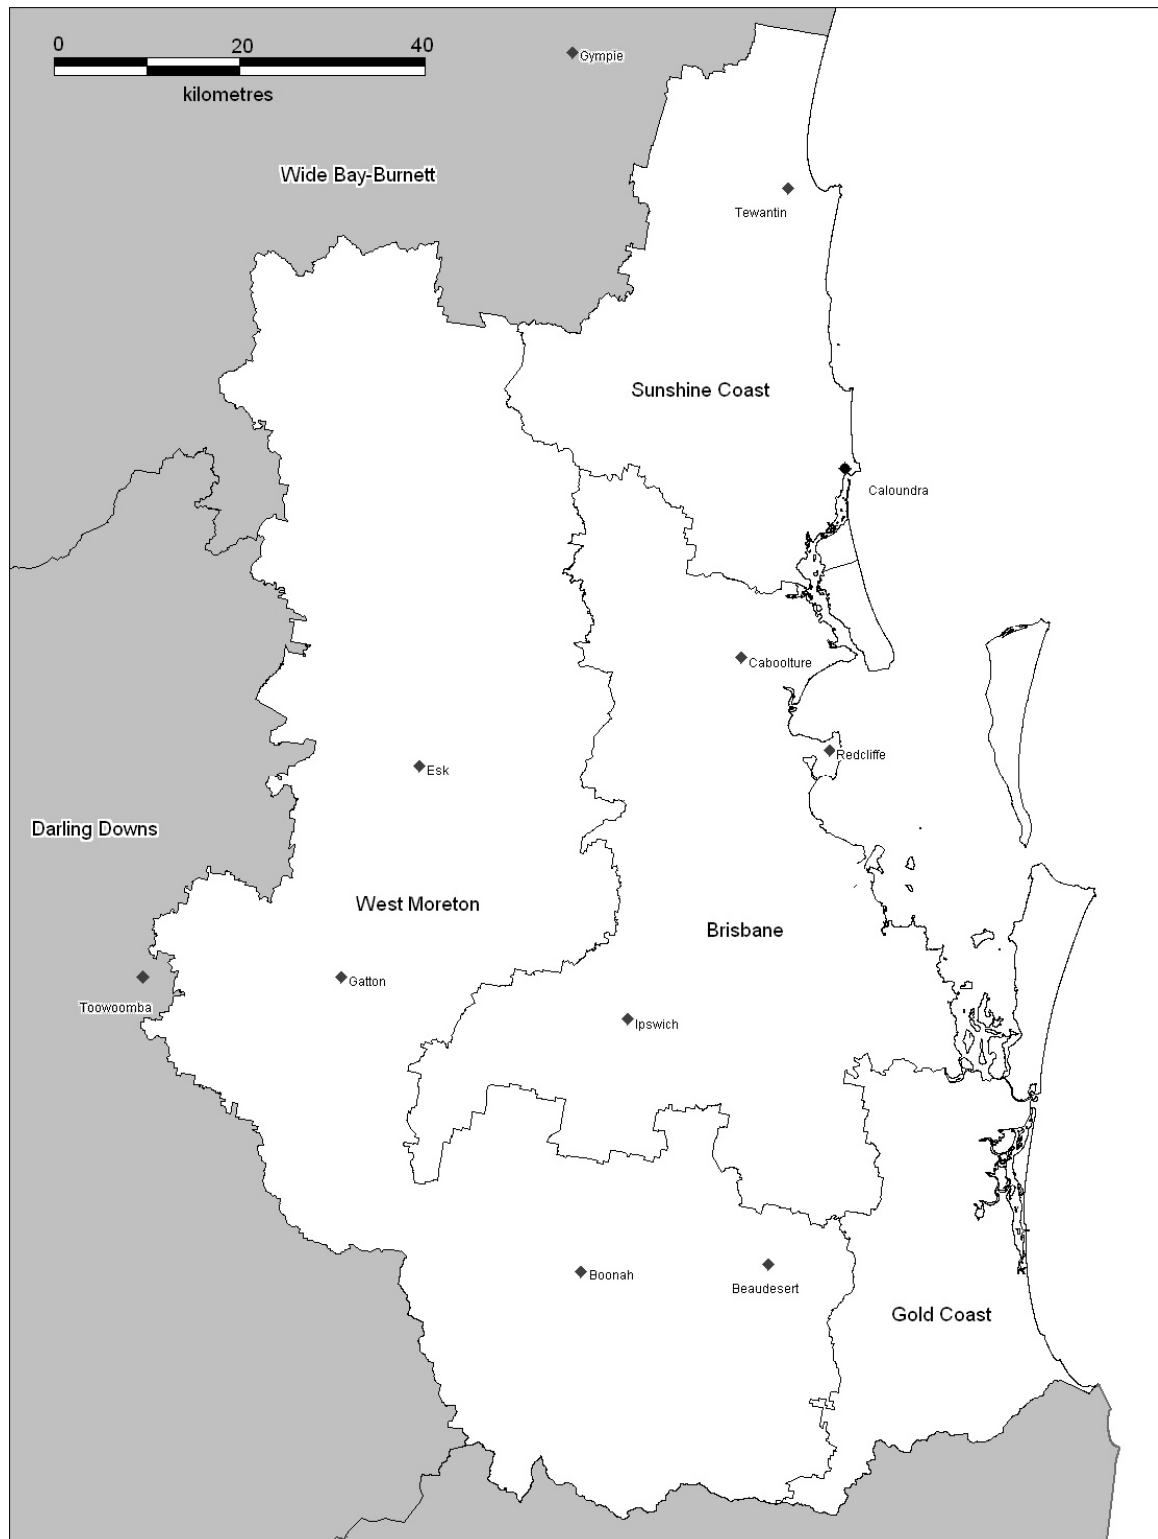 0 20 40
kilometres
Gympie
Wide Bay-Burnett
Tewantin
Sunshine Coast
Caloundra
Caboolture
Redcliffe
Esk
Darling Downs
West Moreton
Brisbane
Gatton
Toowoomba
Ipswich
Boonah
Beaudesert
Gold Coast